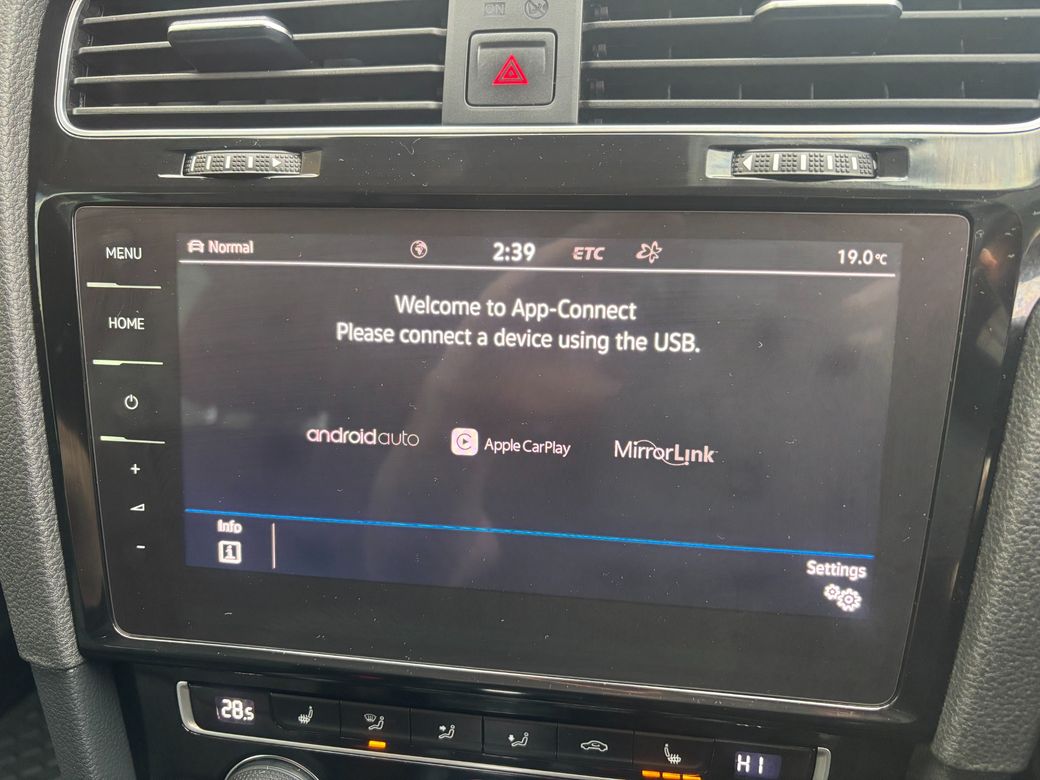 ON
MENU
HOME
Normal
2:39
ETC
19.0°C
Welcome to App-Connect
Please connect a device using the USB.
androidauto
Apple CarPlay
MirrorLink
Info
i
Settings
+
-
28.5
HI